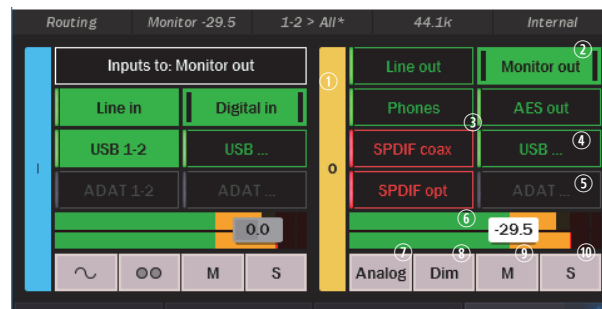 Routing Monitor -29.5 1-2 > All* 44.1k Internal
Inputs to: Monitor out
Line in Digital in
USB 1-2 USB ...
ADAT 1-2 ADAT ...
I
0.0
M S
① O
Line out Monitor out ②
Phones AES out
③
SPDIF coax USB ... ④
SPDIF opt ADAT ... ⑤
⑥
-29.5
⑦ ⑧ ⑨ ⑩
Analog Dim M S